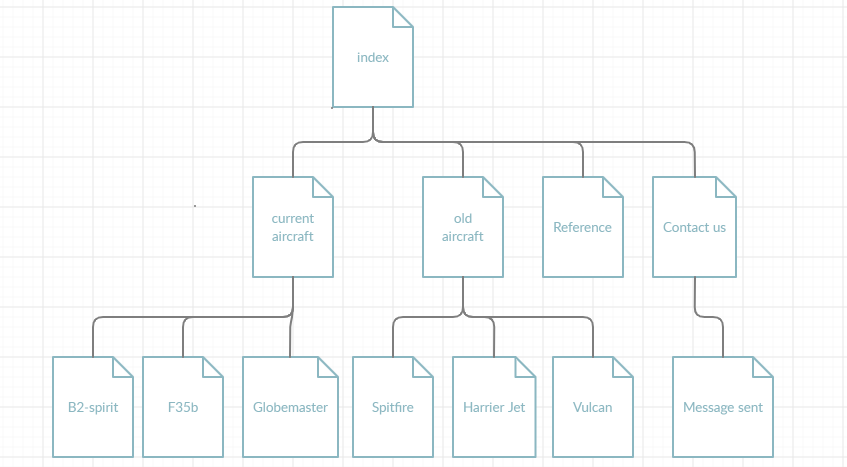 index
current
aircraft
old
aircraft
Reference
Contact us
B2-spirit
F35b
Globemaster
Spitfire
Harrier Jet
Vulcan
Message sent